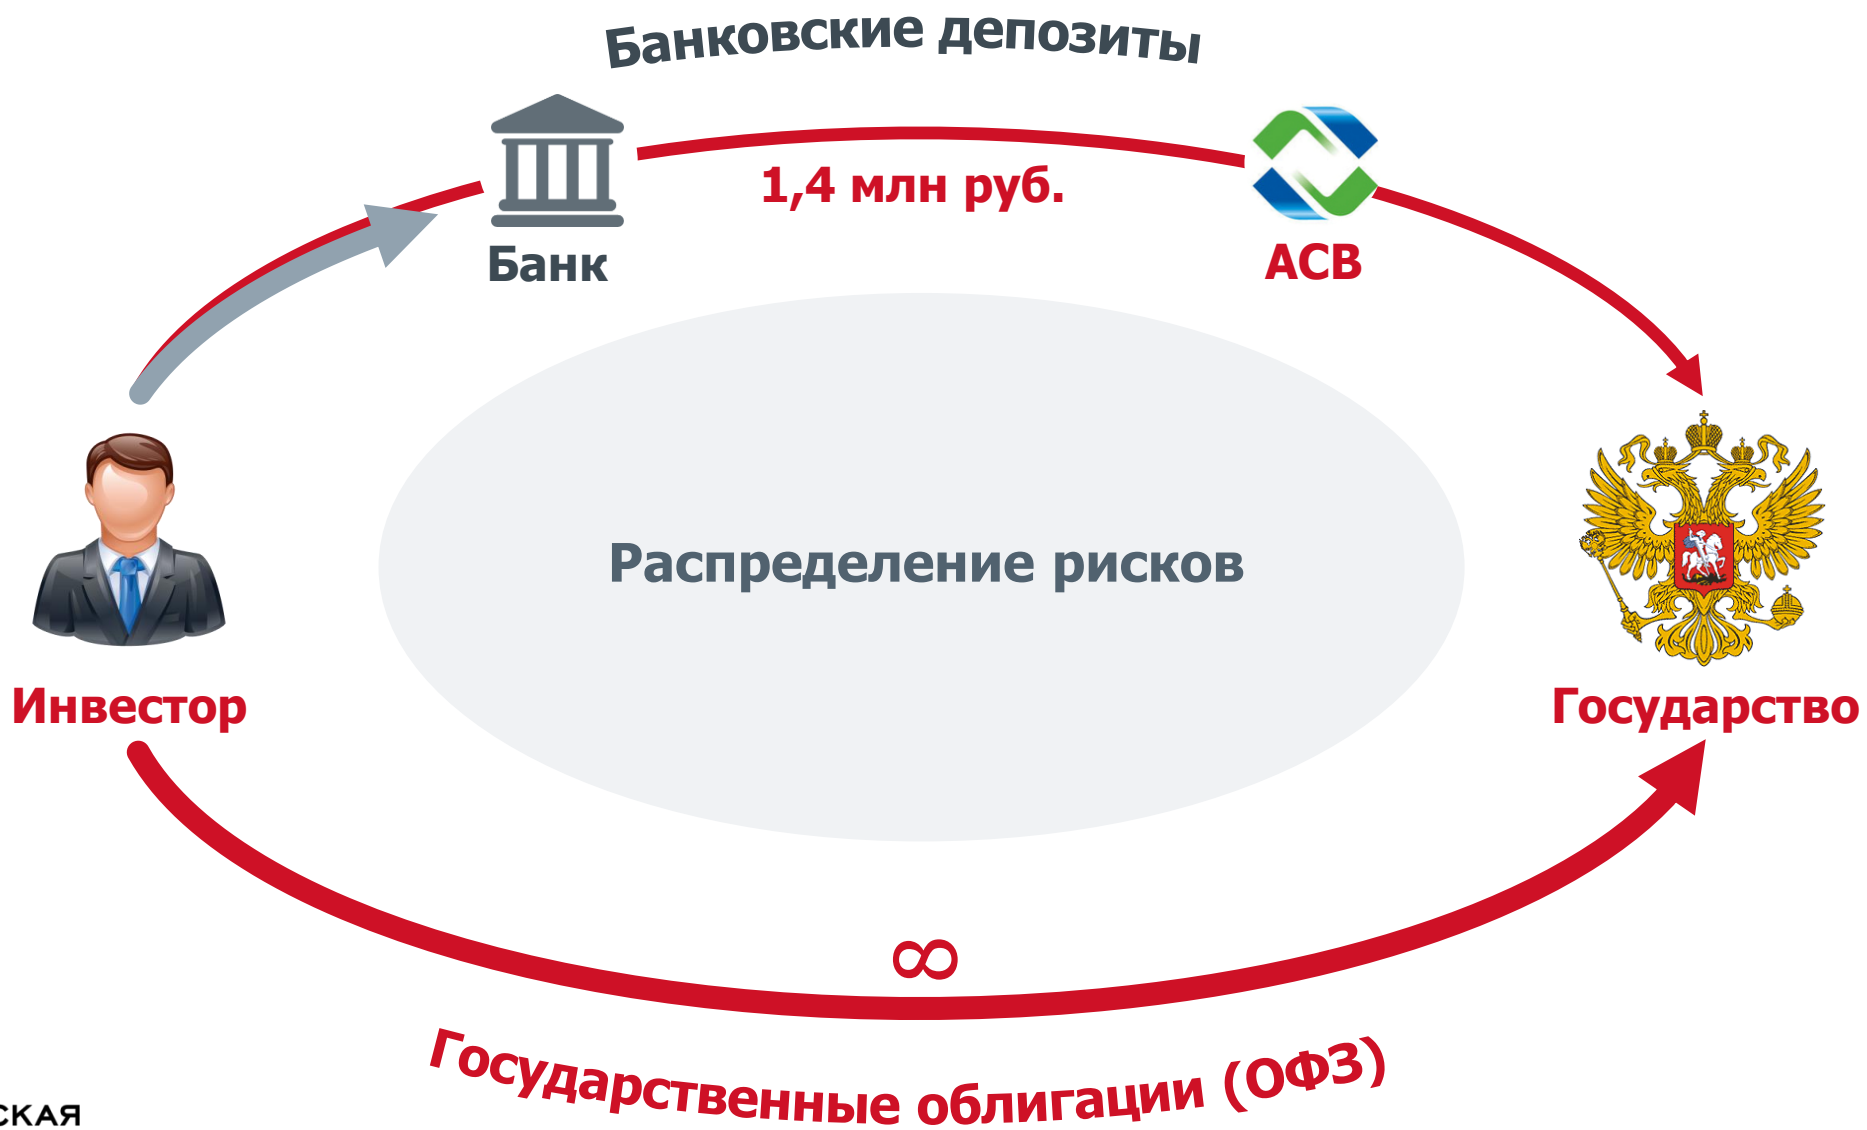 Банковские депозиты
1,4 млн руб.
Банк
АСВ
Распределение рисков
Инвестор
Государство
∞
Государственные облигации (ОФЗ)
СКАЯ